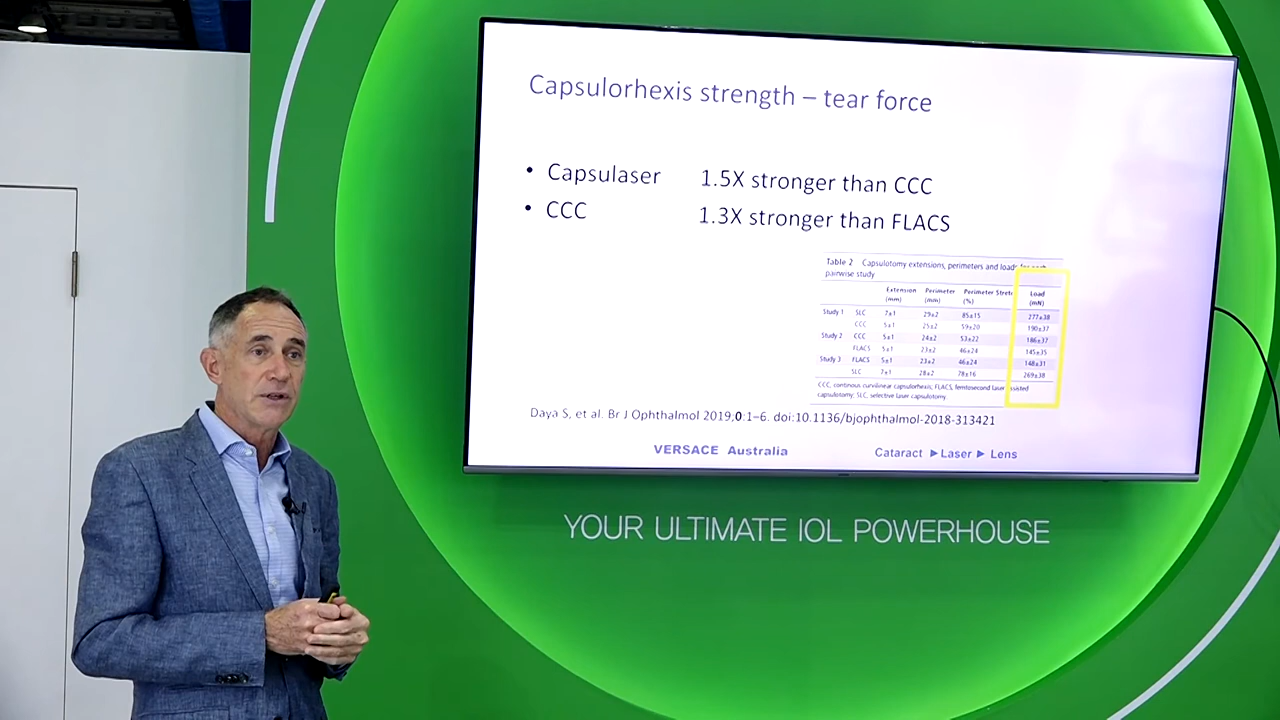 Capsulorhexis strength – tear force
• Capsulaser 1.5X stronger than CCC
• CCC 1.3X stronger than FLACS
Table 2 Capsulotomy extensions, perimeters and loads for each
pairwise study
Extension (mm) Perimeter (mm) Perimeter Stretch (%) Load (mN)
Study 1 SLC 7±1 29±2 85±15 277±38
CCC 5±1 25±2 59±20 190±37
Study 2 CCC 5±1 24±2 53±22 186±37
FLACS 5±1 23±2 46±24 145±35
Study 3 FLACS 5±1 23±2 46±24 148±31
SLC 7±1 28±2 78±16 269±38
CCC, continous curvilinear capsulorhexis; FLACS, femtosecond laser assisted
capsulotomy; SLC, selective laser capsulotomy.
Daya S, et al. Br J Ophthalmol 2019;0:1–6. doi:10.1136/bjophthalmol-2018-313421
VERSACE Australia Cataract ▶ Laser ▶ Lens
YOUR ULTIMATE IOL POWERHOUSE